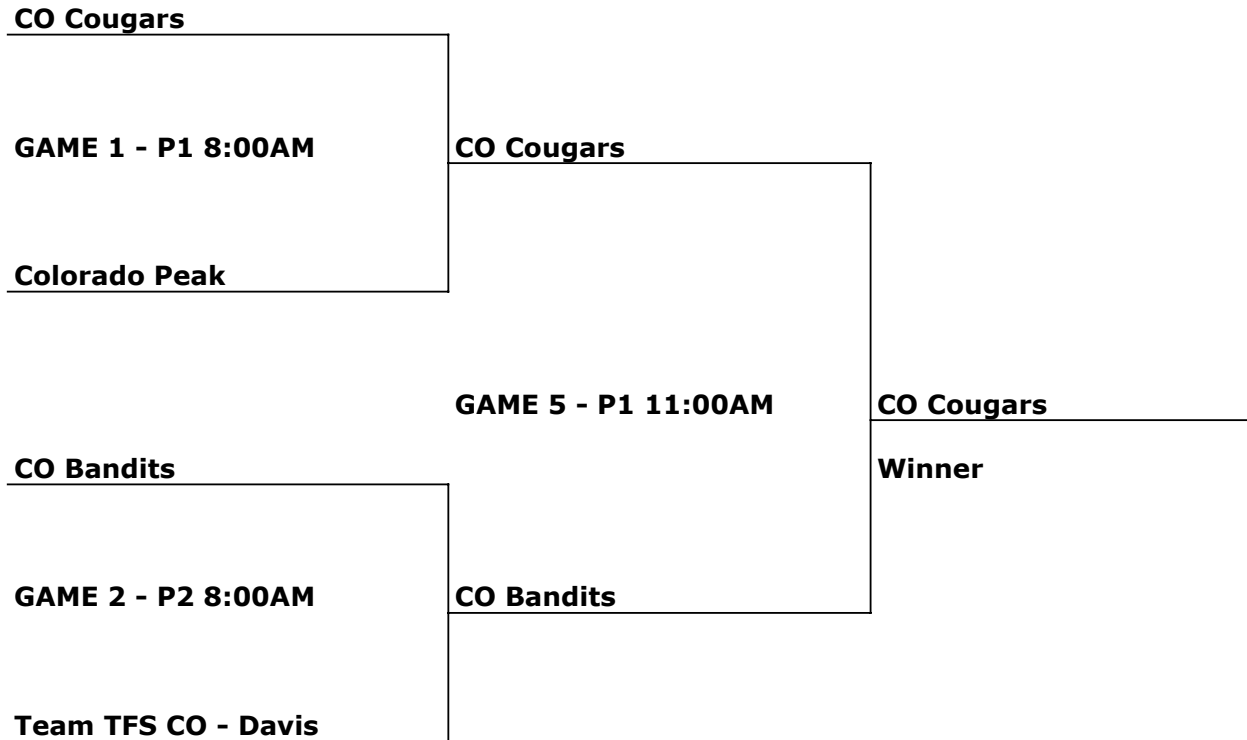 CO Cougars
GAME 1 - P1 8:00AM
CO Cougars
Colorado Peak
GAME 5 - P1 11:00AM
CO Cougars
CO Bandits
Winner
GAME 2 - P2 8:00AM
CO Bandits
Team TFS CO - Davis